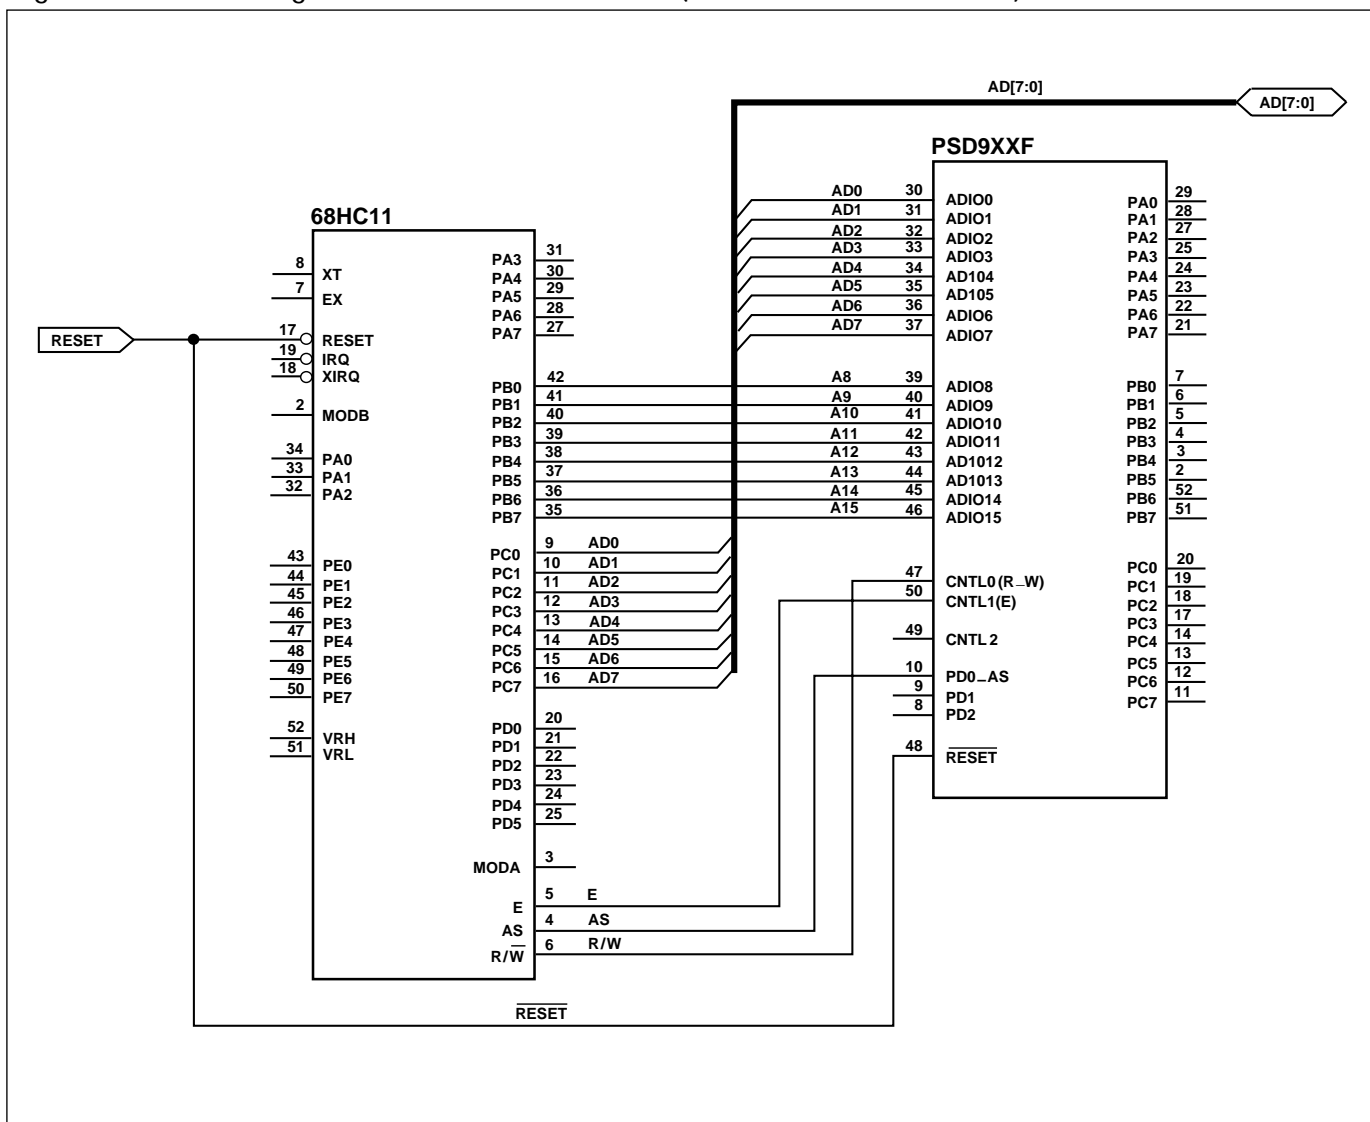 AD[7:0]
AD[7:0]
PSD9XXF
68HC11
RESET
8 XT
7 EX
17 RESET
19 IRQ
18 XIRQ
2 MODB
34 PA0
33 PA1
32 PA2
43 PE0
44 PE1
45 PE2
46 PE3
47 PE4
48 PE5
49 PE6
50 PE7
52 VRH
51 VRL
PA3 31
PA4 30
PA5 29
PA6 28
PA7 27
PB0 42
PB1 41
PB2 40
PB3 39
PB4 38
PB5 37
PB6 36
PB7 35
PC0 9 AD0
PC1 10 AD1
PC2 11 AD2
PC3 12 AD3
PC4 13 AD4
PC5 14 AD5
PC6 15 AD6
PC7 16 AD7
PD0 20
PD1 21
PD2 22
PD3 23
PD4 24
PD5 25
MODA 3
E 5 E
AS 4 AS
R/W 6 R/W
RESET
AD0 30 ADIO0
AD1 31 ADIO1
AD2 32 ADIO2
AD3 33 ADIO3
AD4 34 AD104
AD5 35 AD105
AD6 36 ADIO6
AD7 37 ADIO7
A8 39 ADIO8
A9 40 ADIO9
A10 41 ADIO10
A11 42 ADIO11
A12 43 AD1012
A13 44 AD1013
A14 45 ADIO14
A15 46 ADIO15
47 CNTL0(R_W)
50 CNTL1(E)
49 CNTL2
10 PD0_AS
9 PD1
8 PD2
48 RESET
PA0 29
PA1 28
PA2 27
PA3 25
PA4 24
PA5 23
PA6 22
PA7 21
PB0 7
PB1 6
PB2 5
PB3 4
PB4 3
PB5 2
PB6 52
PB7 51
PC0 20
PC1 19
PC2 18
PC3 17
PC4 14
PC5 13
PC6 12
PC7 11